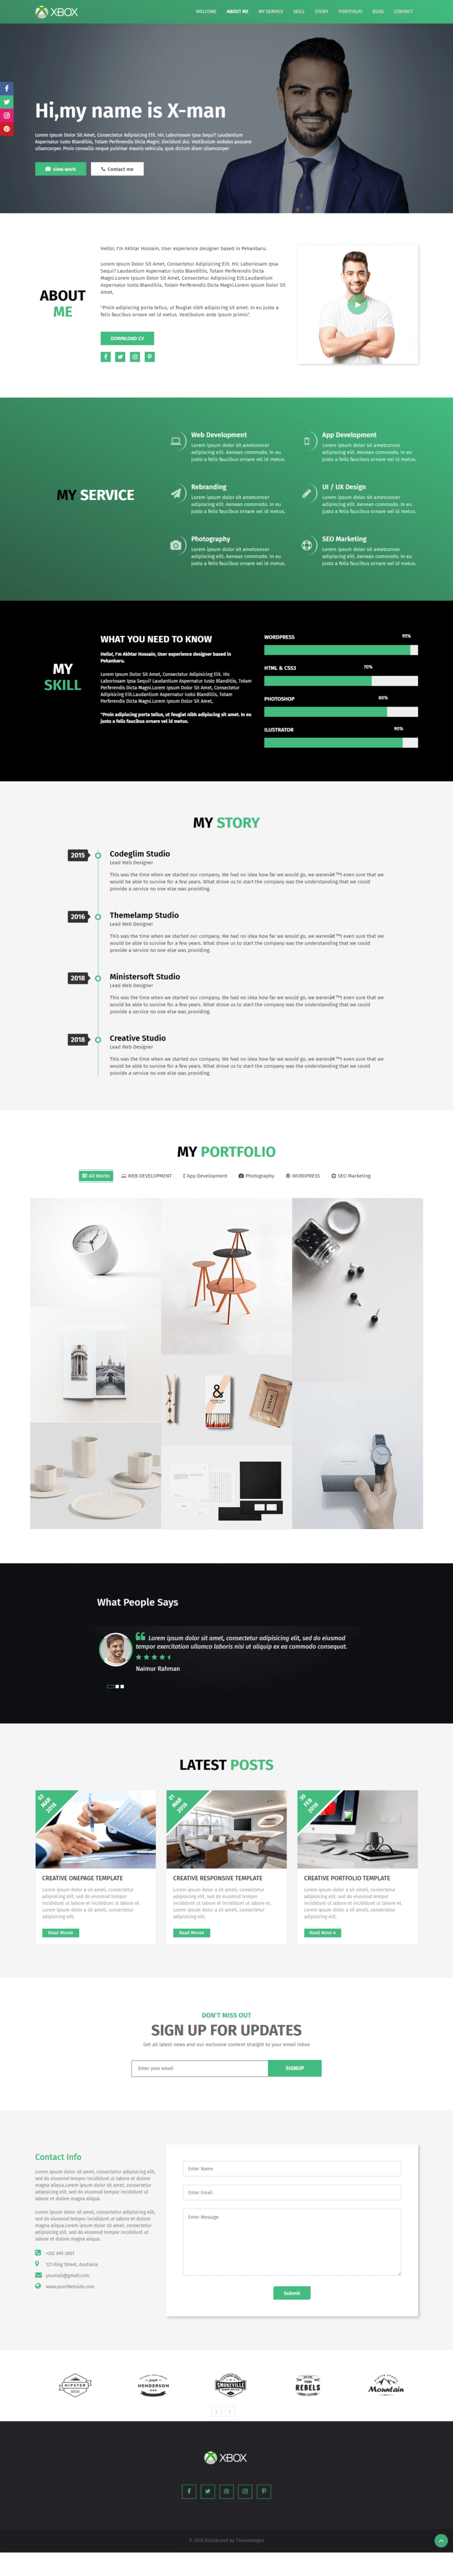 XBOX
WELCOME ABOUT ME MY SERVICE SKILL STORY PORTFOLIO BLOG CONTACT
Hi,my name is X-man
Lorem Ipsum Dolor Sit Amet, Consectetur Adipisicing Elit. Hic Laboriosam Ipsa Sequi? Laudantium
Aspernatur Iusto Blanditiis, Totam Perferendis Dicta Magni. tincidunt dui. Vestibulum sodales posuere
ullamcorper. Proin convallis neque pulvinar mauris vehicula, quis dictum diam ullamcorper
view work
Contact me
ABOUT
ME
Hello!, I'm Akhtar Hossain, User experience designer based in Pekanbaru.
Lorem Ipsum Dolor Sit Amet, Consectetur Adipisicing Elit. Hic Laboriosam Ipsa
Sequi? Laudantium Aspernatur Iusto Blanditiis, Totam Perferendis Dicta
Magni.Lorem Ipsum Dolor Sit Amet, Consectetur Adipisicing Elit.Laudantium
Aspernatur Iusto Blanditiis, Totam Perferendis Dicta Magni.Lorem Ipsum Dolor Sit
Amet,
"Proin adipiscing porta tellus, ut feugiat nibh adipiscing sit amet. In eu justo a
felis faucibus ornare vel id metus. Vestibulum ante ipsum primis".
DOWNLOAD CV
MY SERVICE
Web Development
Lorem ipsum dolor sit ametconcer
adipiscing elit. Aenean commodo. In eu
justo a felis faucibus ornare vel id metus.
App Development
Lorem ipsum dolor sit ametconcer
adipiscing elit. Aenean commodo. In eu
justo a felis faucibus ornare vel id metus.
Rebranding
Lorem ipsum dolor sit ametconcer
adipiscing elit. Aenean commodo. In eu
justo a felis faucibus ornare vel id metus.
UI / UX Design
Lorem ipsum dolor sit ametconcer
adipiscing elit. Aenean commodo. In eu
justo a felis faucibus ornare vel id metus.
Photography
Lorem ipsum dolor sit ametconcer
adipiscing elit. Aenean commodo. In eu
justo a felis faucibus ornare vel id metus.
SEO Marketing
Lorem ipsum dolor sit ametconcer
adipiscing elit. Aenean commodo. In eu
justo a felis faucibus ornare vel id metus.
MY
SKILL
WHAT YOU NEED TO KNOW
Hello!, I'm Akhtar Hossain, User experience designer based in
Pekanbaru.
Lorem Ipsum Dolor Sit Amet, Consectetur Adipisicing Elit. Hic
Laboriosam Ipsa Sequi? Laudantium Aspernatur Iusto Blanditiis, Totam
Perferendis Dicta Magni.Lorem Ipsum Dolor Sit Amet, Consectetur
Adipisicing Elit.Laudantium Aspernatur Iusto Blanditiis, Totam
Perferendis Dicta Magni.Lorem Ipsum Dolor Sit Amet,
"Proin adipiscing porta tellus, ut feugiat nibh adipiscing sit amet. In eu
justo a felis faucibus ornare vel id metus.
WORDPRESS 95%
HTML & CSS3 70%
PHOTOSHOP 80%
ILUSTRATOR 90%
MY STORY
2015
Codeglim Studio
Lead Web Designer
This was the time when we started our company. We had no idea how far we would go, we werenâ€™t even sure that we
would be able to survive for a few years. What drove us to start the company was the understanding that we could
provide a service no one else was providing.
2016
Themelamp Studio
Lead Web Designer
This was the time when we started our company. We had no idea how far we would go, we werenâ€™t even sure that we
would be able to survive for a few years. What drove us to start the company was the understanding that we could
provide a service no one else was providing.
2018
Ministersoft Studio
Lead Web Designer
This was the time when we started our company. We had no idea how far we would go, we werenâ€™t even sure that we
would be able to survive for a few years. What drove us to start the company was the understanding that we could
provide a service no one else was providing.
2018
Creative Studio
Lead Web Designer
This was the time when we started our company. We had no idea how far we would go, we werenâ€™t even sure that we
would be able to survive for a few years. What drove us to start the company was the understanding that we could
provide a service no one else was providing.
MY PORTFOLIO
All Works WEB DEVELOPMENT App Development Photography WORDPRESS SEO Marketing
&
What People Says
Lorem ipsum dolor sit amet, consectetur adipisicing elit, sed do eiusmod
tempor exercitation ullamco laboris nisi ut aliquip ex ea commodo consequat.
Naimur Rahman
LATEST POSTS
03
MAR
2018
CREATIVE ONEPAGE TEMPLATE
Lorem ipsum dolor a sit ameti, consectetur
adipisicing elit, sed do eiusmod tempor
incididunt ut labore et dolore incididunt ut labore et.
Lorem ipsum dolor a sit ameti, consectetur
adipisicing elit,
Read More
01
MAR
2018
CREATIVE RESPONSIVE TEMPLATE
Lorem ipsum dolor a sit ameti, consectetur
adipisicing elit, sed do eiusmod tempor
incididunt ut labore et dolore incididunt ut labore et.
Lorem ipsum dolor a sit ameti, consectetur
adipisicing elit,
Read More
30
FEB
2018
CREATIVE PORTFOLIO TEMPLATE
Lorem ipsum dolor a sit ameti, consectetur
adipisicing elit, sed do eiusmod tempor
incididunt ut labore et dolore incididunt ut labore et.
Lorem ipsum dolor a sit ameti, consectetur
adipisicing elit,
Read More
DON'T MISS OUT
SIGN UP FOR UPDATES
Get all latest news and our exclusive content straight to your email inbox
Enter your email
SIGNUP
Contact Info
Lorem ipsum dolor sit amet, consectetur adipisicing elit,
sed do eiusmod tempor incididunt ut labore et dolore
magna aliqua.Lorem ipsum dolor sit amet, consectetur
adipisicing elit, sed do eiusmod tempor incididunt ut
labore et dolore magna aliqua.
Lorem ipsum dolor sit amet, consectetur adipisicing elit,
sed do eiusmod tempor incididunt ut labore et dolore
magna aliqua.Lorem ipsum dolor sit amet, consectetur
adipisicing elit, sed do eiusmod tempor incididunt ut
labore et dolore magna aliqua.
121 King Street, Australia
youmail@gmail.com
www.yourWebsite.com
Enter Name
Enter Email
Enter Message
Submit
HIPSTER
HENDERSON
SMOKEVILLE
REBELS
Mountain
XBOX
© 2018 Distributed by ThemeWagon